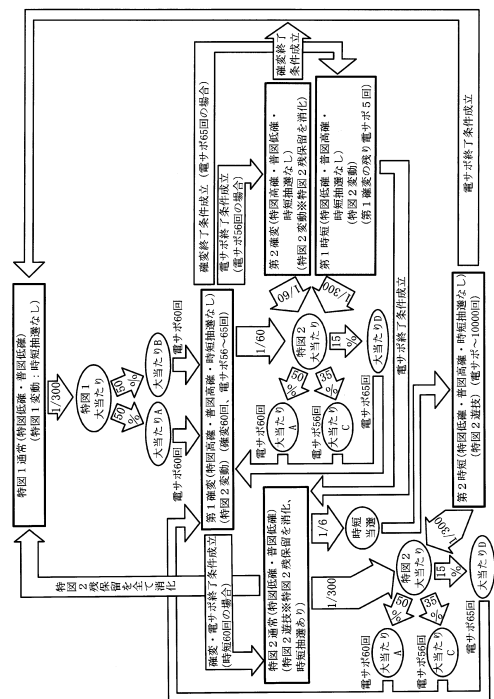 特図1通常(特図低確・普図低確)
(特図1変動：時短抽選なし)
1/300
特図1
大当たり
50
%
50
%
大当たりA
大当たりB
電サポ60回
電サポ60回
第1確変(特図高確・普図高確・時短抽選なし)
(特図2変動)(確変60回、電サポ56～65回)
確変終了条件成立(電サポ65回の場合)
電サポ終了条件成立
(電サポ56回の場合)
確変終了
条件成立
第2確変(特図高確・普図低確・
時短抽選なし)
(特図2変動※特図2残保留を消化)
第1時短(特図低確・普図高確・
時短抽選なし)
(特図2変動)
(第1確変の残り電サポ5回)
1/60
1/60
1/300
特図2
大当たり
50
%
35
%
15
%
大当たり
A
大当たり
C
大当たりD
電サポ60回
電サポ56回
電サポ65回
電サポ終了条件成立
確変・電サポ終了条件成立
(時短60回の場合)
特図2残保留を全て消化
特図2通常(特図低確・普図低確)
(特図2遊技※特図2残保留を消化、
時短抽選あり)
1/6
時短
当選
1/300
第2時短(特図低確・普図高確・時短抽選なし)
(特図2遊技)(電サポ～10000回)
電サポ終了条件成立
1/300
特図2
大当たり
50
%
35
%
15
%
大当たり
A
大当たり
C
大当たりD
電サポ60回
電サポ56回
電サポ65回